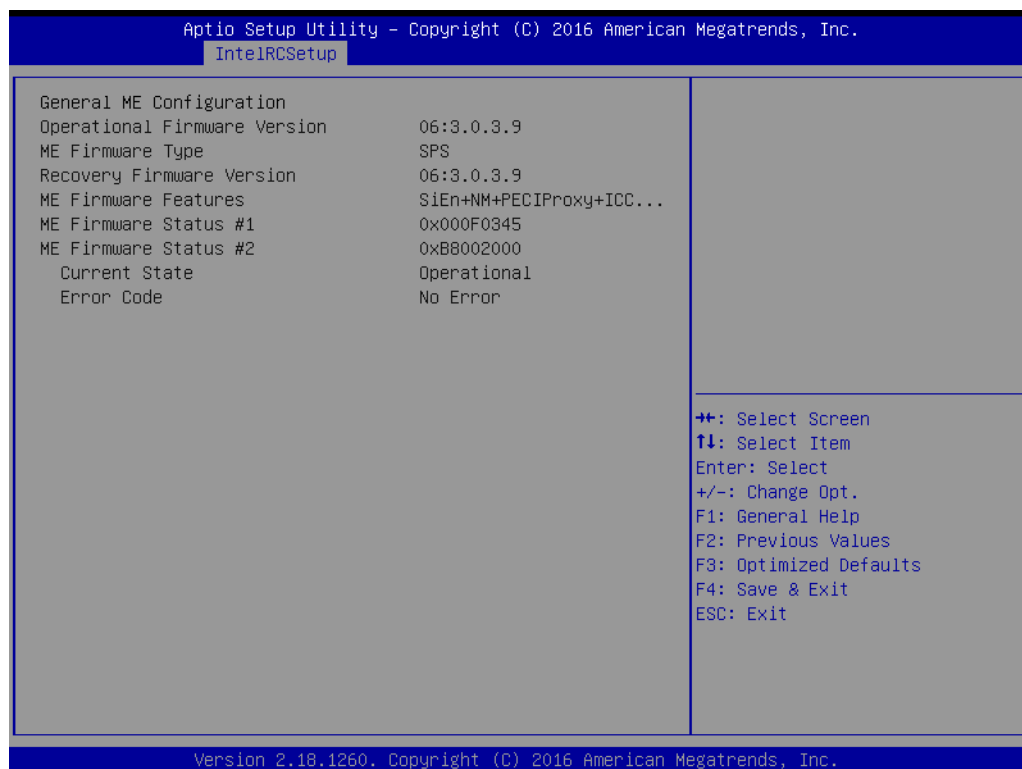 Aptio Setup Utility – Copyright (C) 2016 American Megatrends, Inc.
IntelRCSetup
General ME Configuration
Operational Firmware Version 06:3.0.3.9
ME Firmware Type SPS
Recovery Firmware Version 06:3.0.3.9
ME Firmware Features SiEn+NM+PECIProxy+ICC...
ME Firmware Status #1 0x000F0345
ME Firmware Status #2 0xB8002000
Current State Operational
Error Code No Error
→←: Select Screen
↑↓: Select Item
Enter: Select
+/-: Change Opt.
F1: General Help
F2: Previous Values
F3: Optimized Defaults
F4: Save & Exit
ESC: Exit
Version 2.18.1260. Copyright (C) 2016 American Megatrends, Inc.